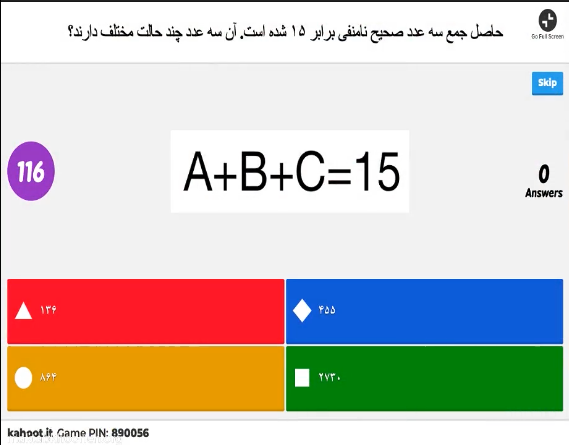 حاصل جمع سه عدد صحیح نامنفی برابر ۱۵ شده است. آن سه عدد چند حالت مختلف دارند؟
Go Full Screen
Skip
116
A+B+C=15
0
Answers
۱۳۶
۴۵۵
۸۶۴
۲۷۳۰
kahoot.it Game PIN: 890056